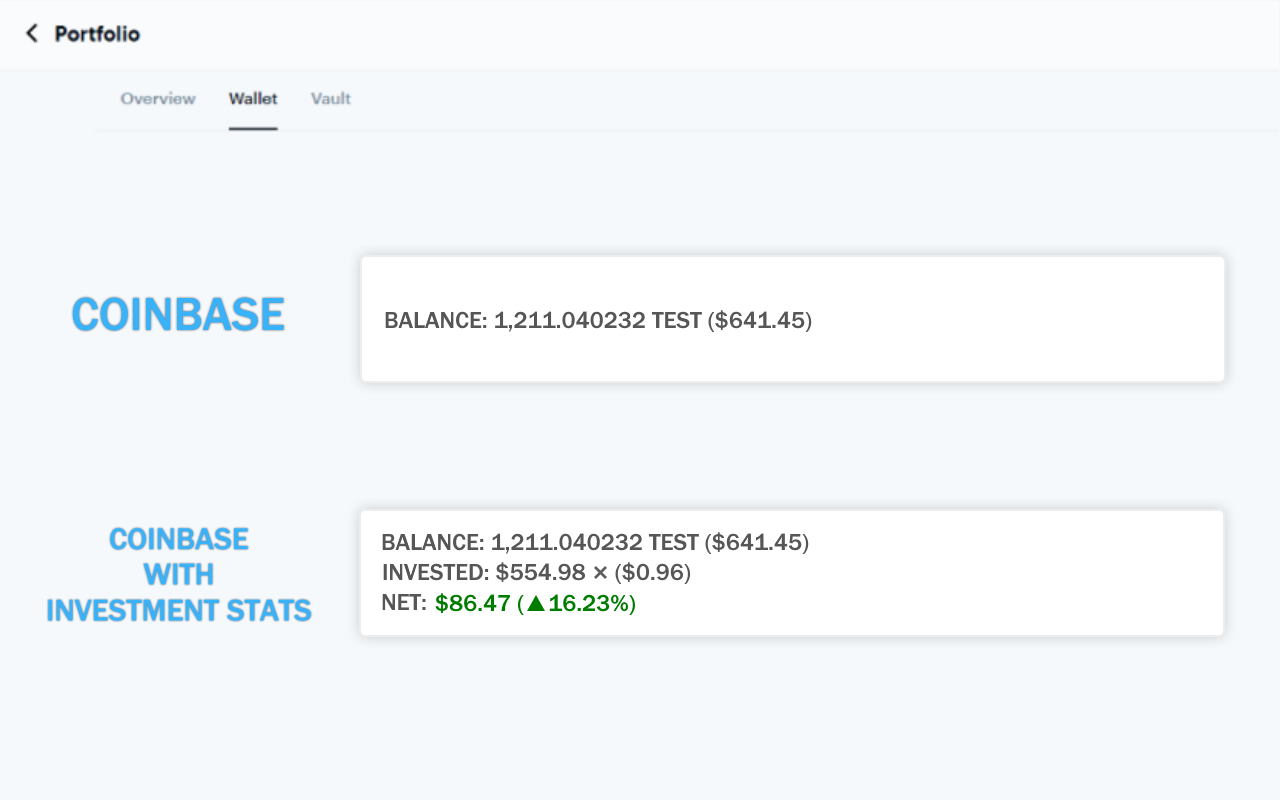 Portfolio
Overview Wallet Vault
COINBASE
BALANCE: 1,211.040232 TEST ($641.45)
COINBASE
WITH
INVESTMENT STATS
BALANCE: 1,211.040232 TEST ($641.45)
INVESTED: $554.98 × ($0.96)
NET: $86.47 (▲16.23%)